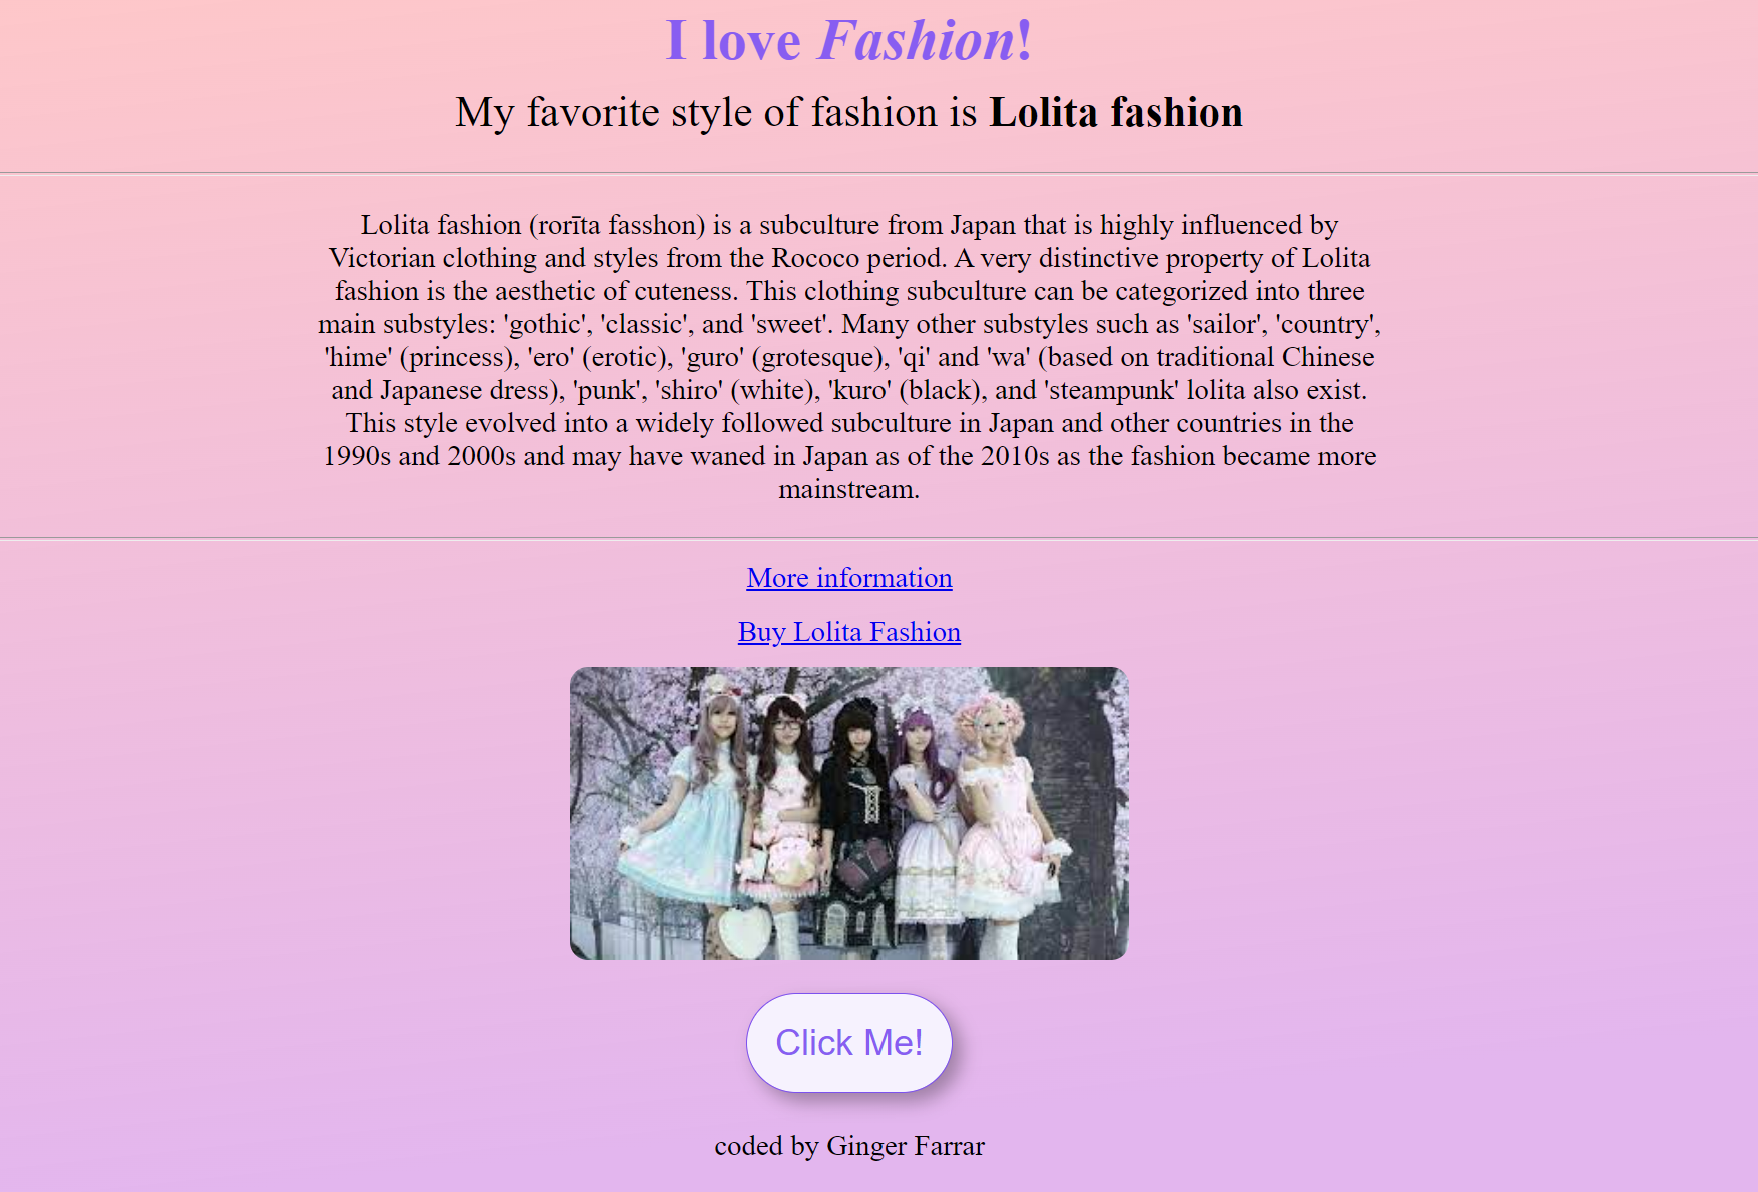 I love Fashion!
My favorite style of fashion is Lolita fashion
Lolita fashion (rorīta fasshon) is a subculture from Japan that is highly influenced by
Victorian clothing and styles from the Rococo period. A very distinctive property of Lolita
fashion is the aesthetic of cuteness. This clothing subculture can be categorized into three
main substyles: 'gothic', 'classic', and 'sweet'. Many other substyles such as 'sailor', 'country',
'hime' (princess), 'ero' (erotic), 'guro' (grotesque), 'qi' and 'wa' (based on traditional Chinese
and Japanese dress), 'punk', 'shiro' (white), 'kuro' (black), and 'steampunk' lolita also exist.
This style evolved into a widely followed subculture in Japan and other countries in the
1990s and 2000s and may have waned in Japan as of the 2010s as the fashion became more
mainstream.
More information
Buy Lolita Fashion
Click Me!
coded by Ginger Farrar